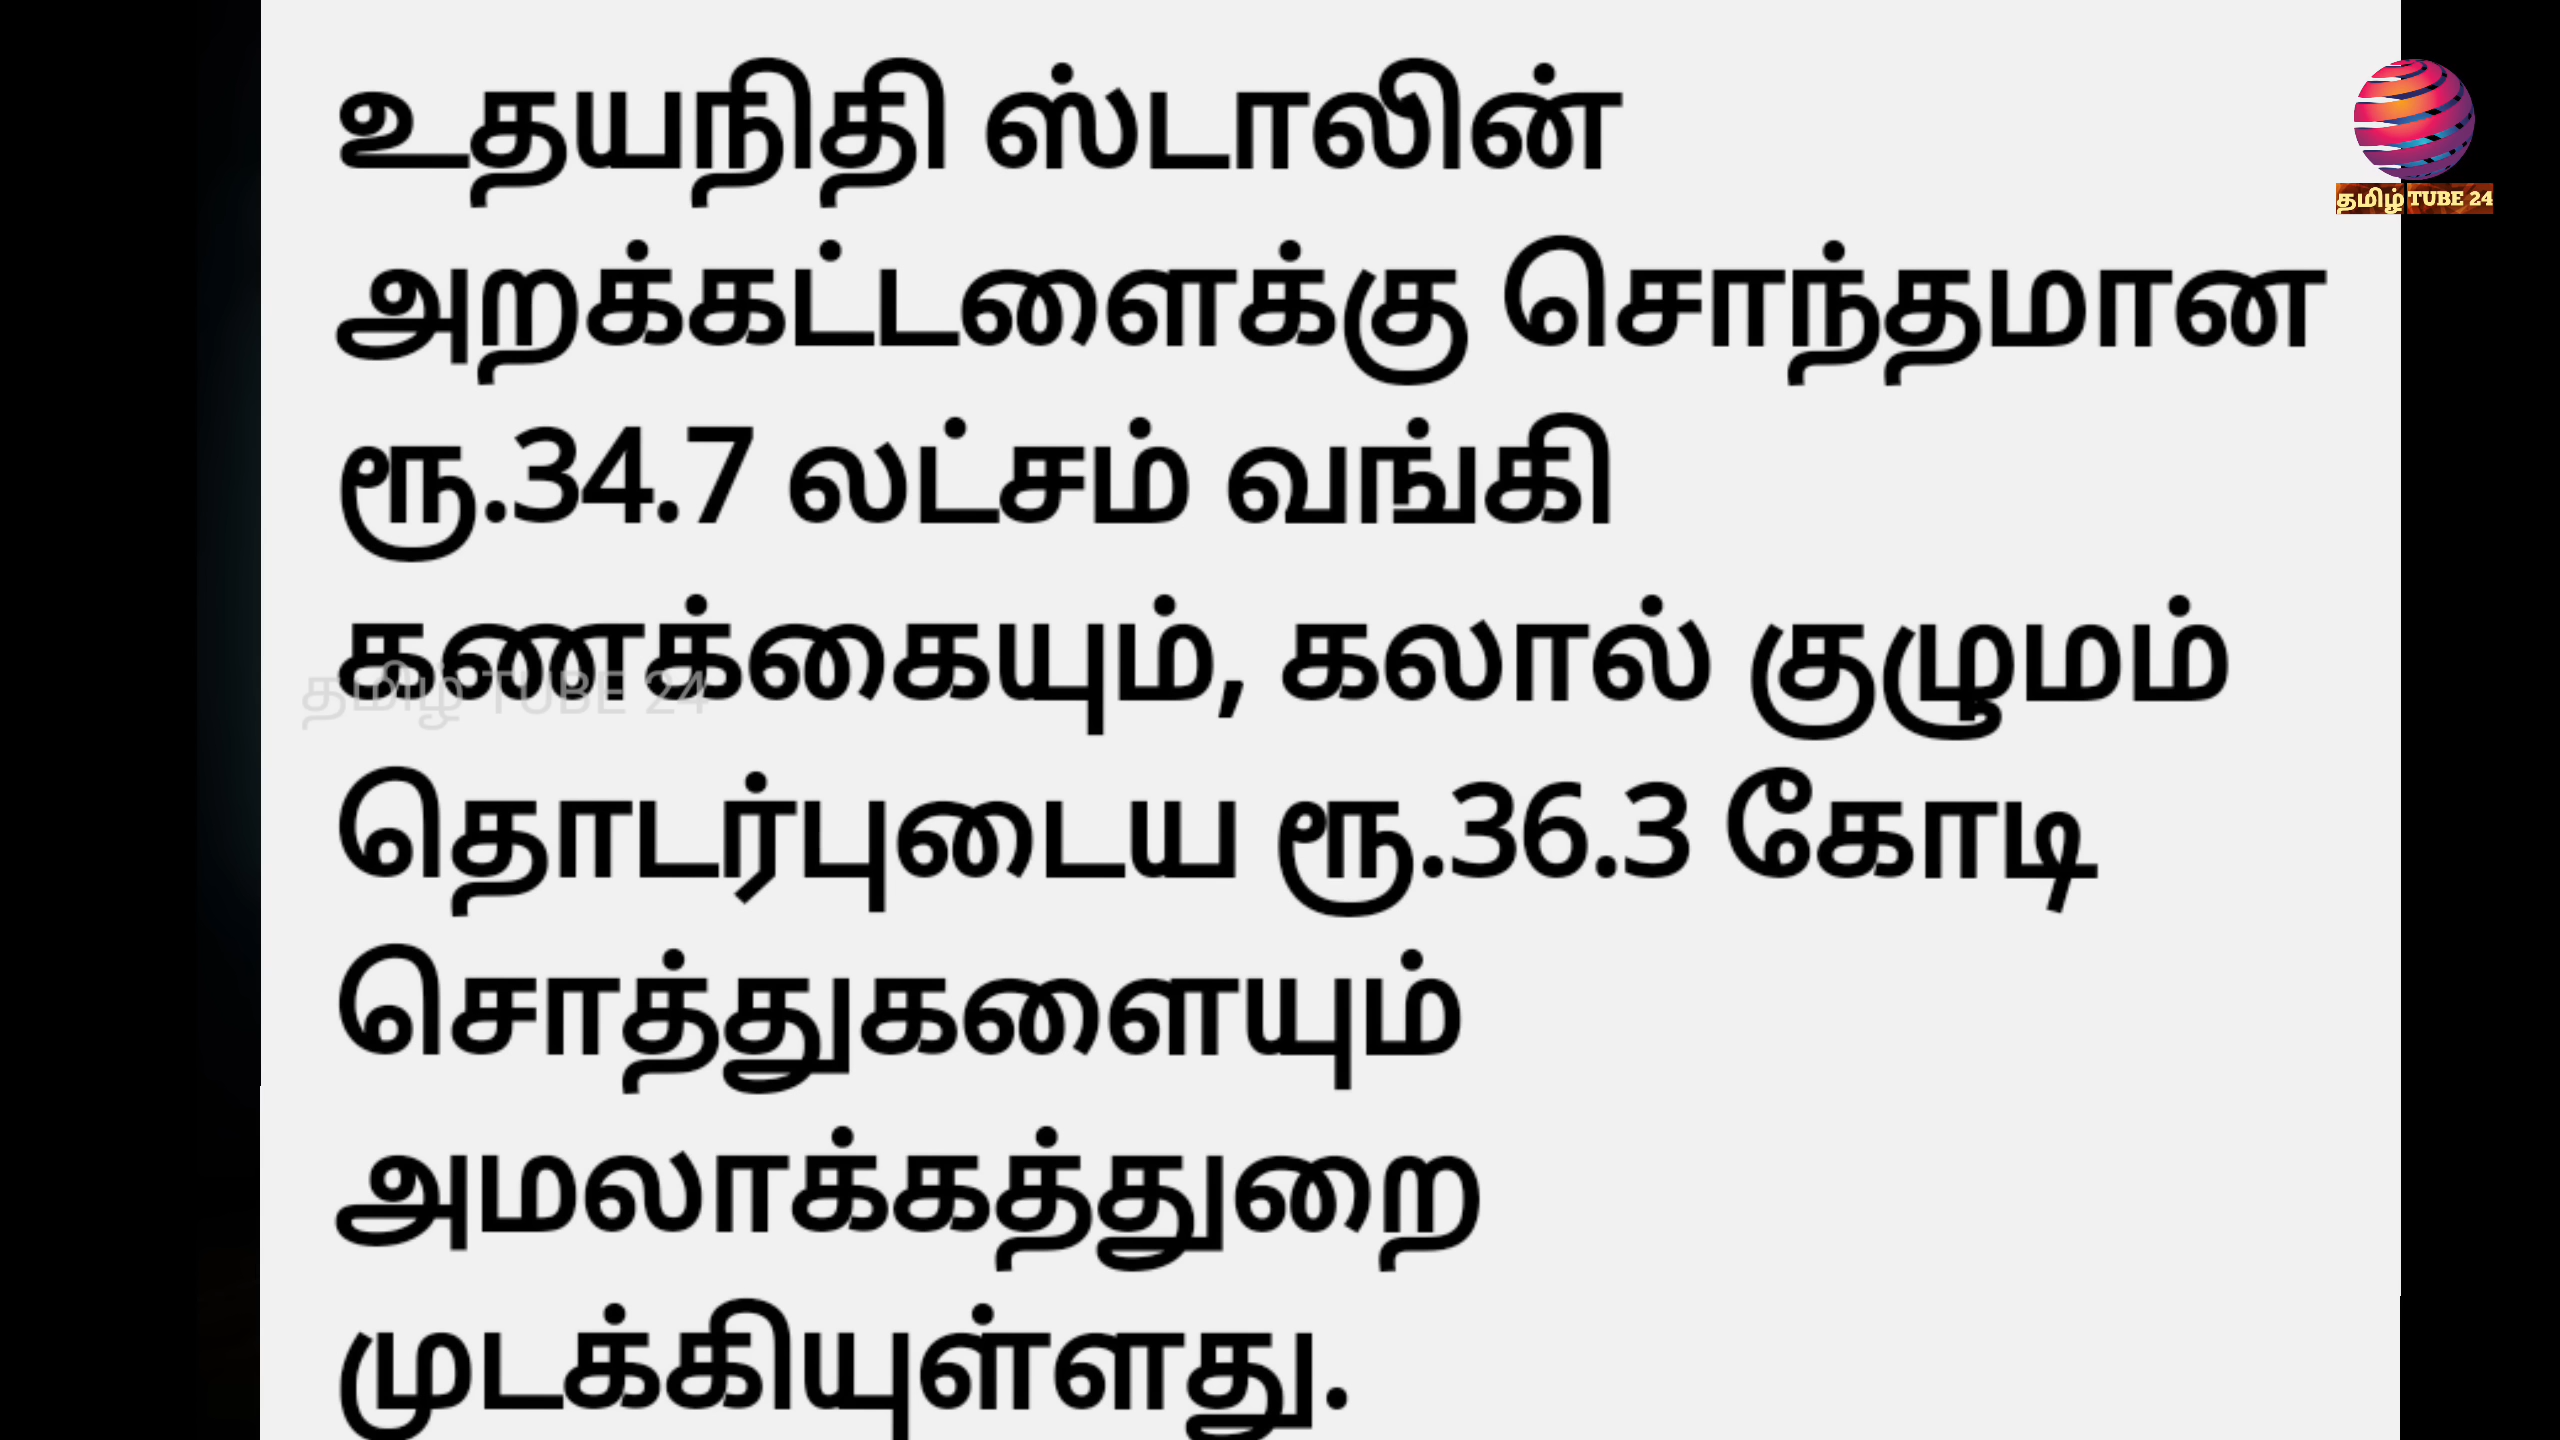 உதயநிதி ஸ்டாலின்
அறக்கட்டளைக்கு சொந்தமான
ரூ.34.7 லட்சம் வங்கி
கணக்கையும், கலால் குழுமம்
தொடர்புடைய ரூ.36.3 கோடி
சொத்துகளையும்
அமலாக்கத்துறை
முடக்கியுள்ளது.
தமிழ் TUBE 24
தமிழ் TUBE 24